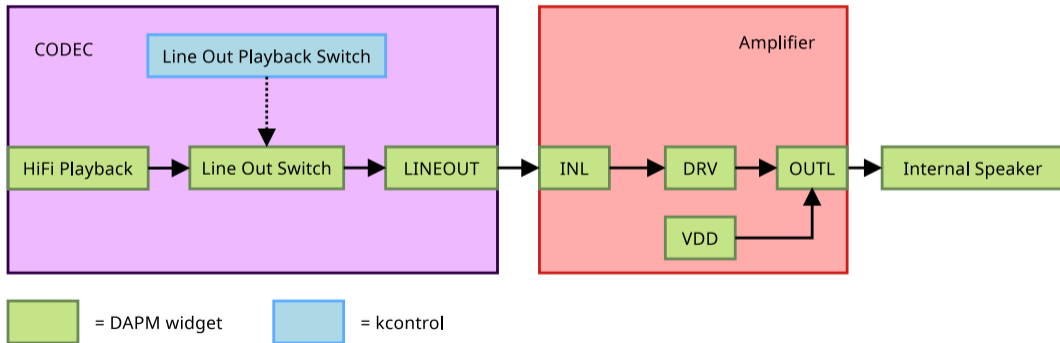 CODEC
Amplifier
Line Out Playback Switch
HiFi Playback
Line Out Switch
LINEOUT
INL
DRV
OUTL
Internal Speaker
VDD
= DAPM widget
= kcontrol